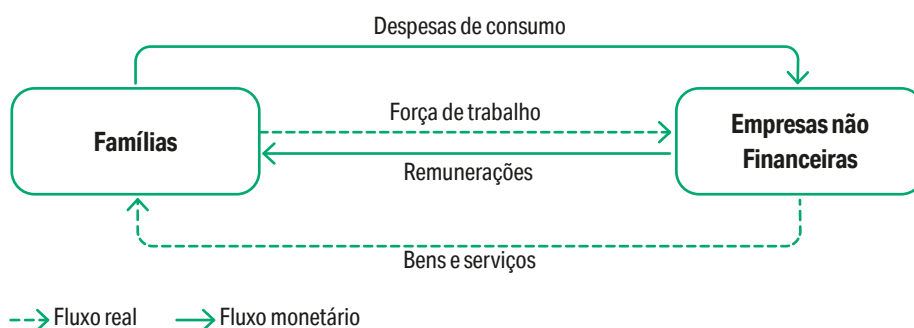 Despesas de consumo
Famílias
Força de trabalho
Remunerações
Empresas não
Financeiras
Bens e serviços
Fluxo real
Fluxo monetário